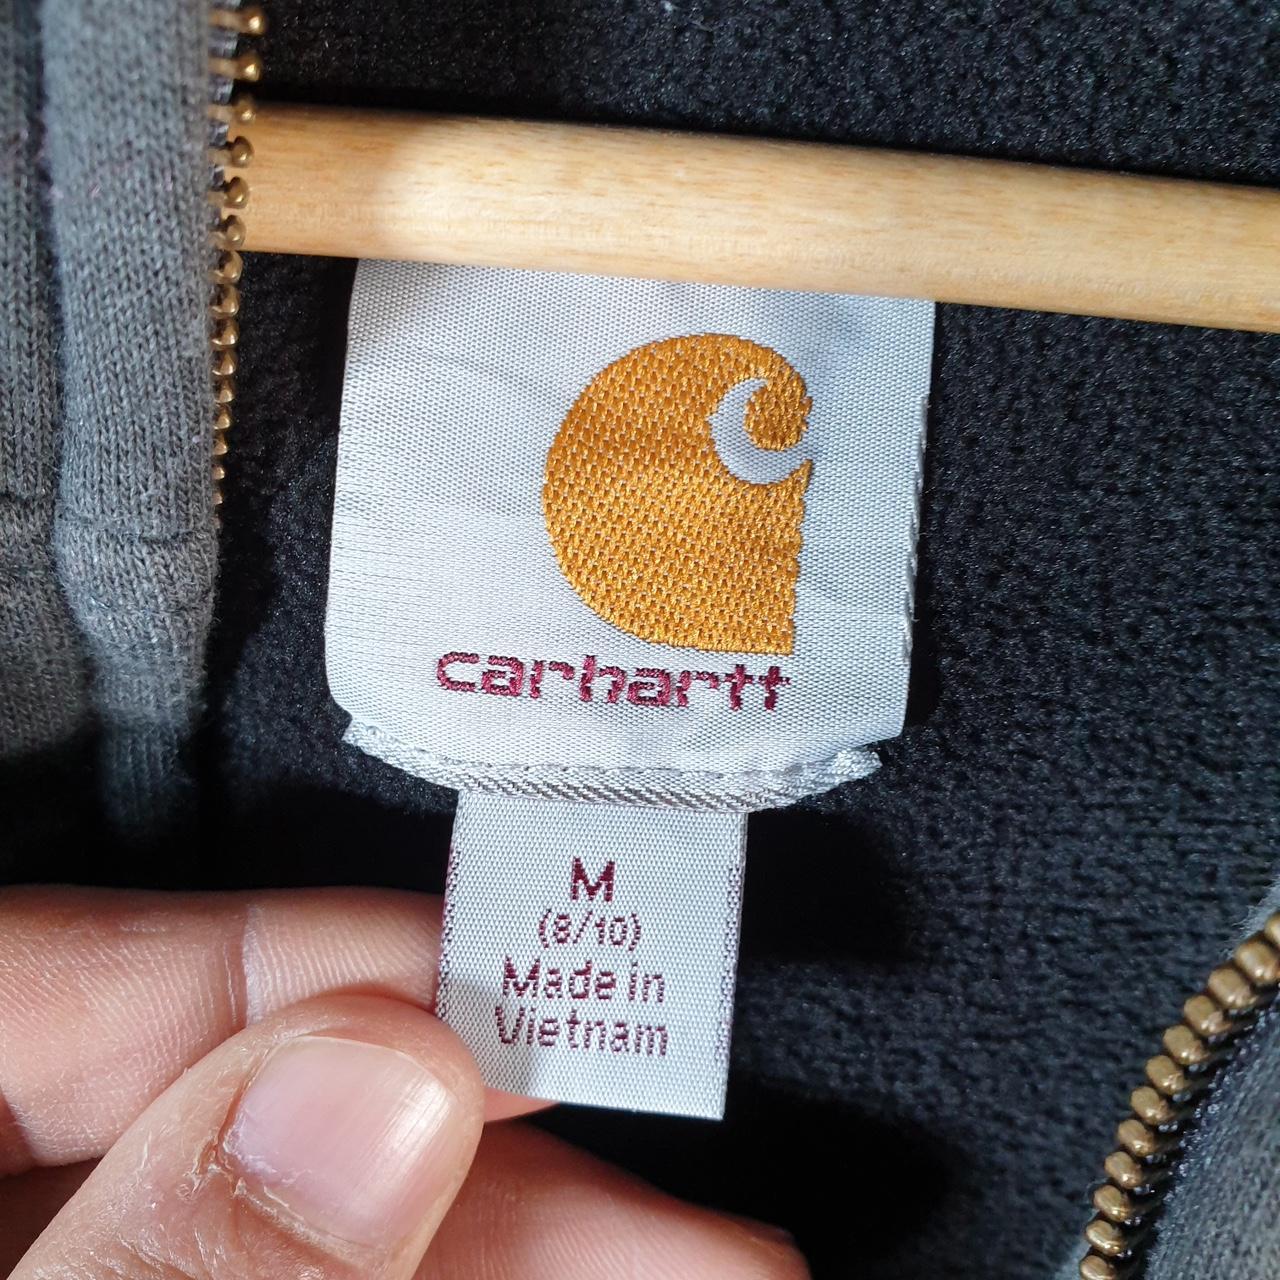 carhartt
M
(8/10)
Made in
Vietnam